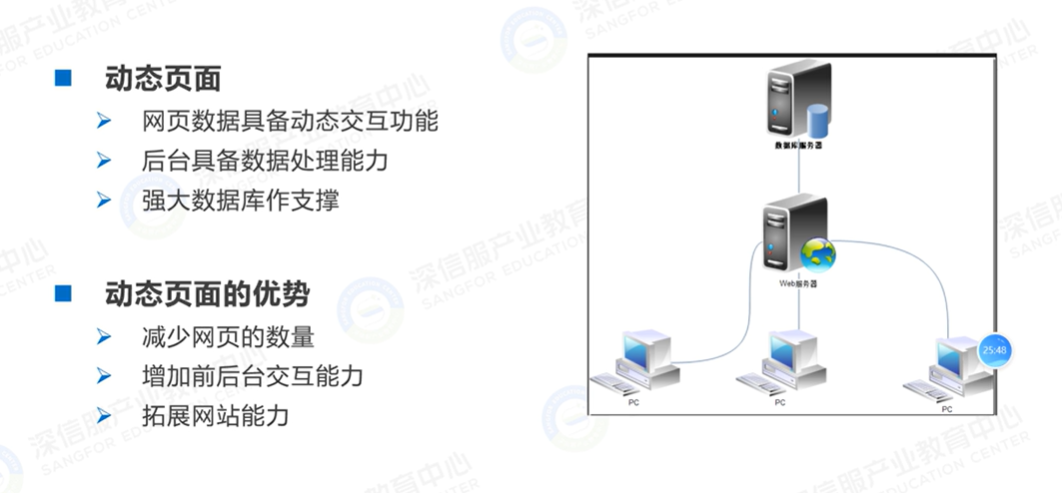 动态页面
网页数据具备动态交互功能
后台具备数据处理能力
强大数据库作支撑
动态页面的优势
减少网页的数量
增加前后台交互能力
拓展网站能力
数据库服务器
Web服务器
PC
PC
PC
25:48
深信服产业教育中心
SANGFOR EDUCATION CENTER